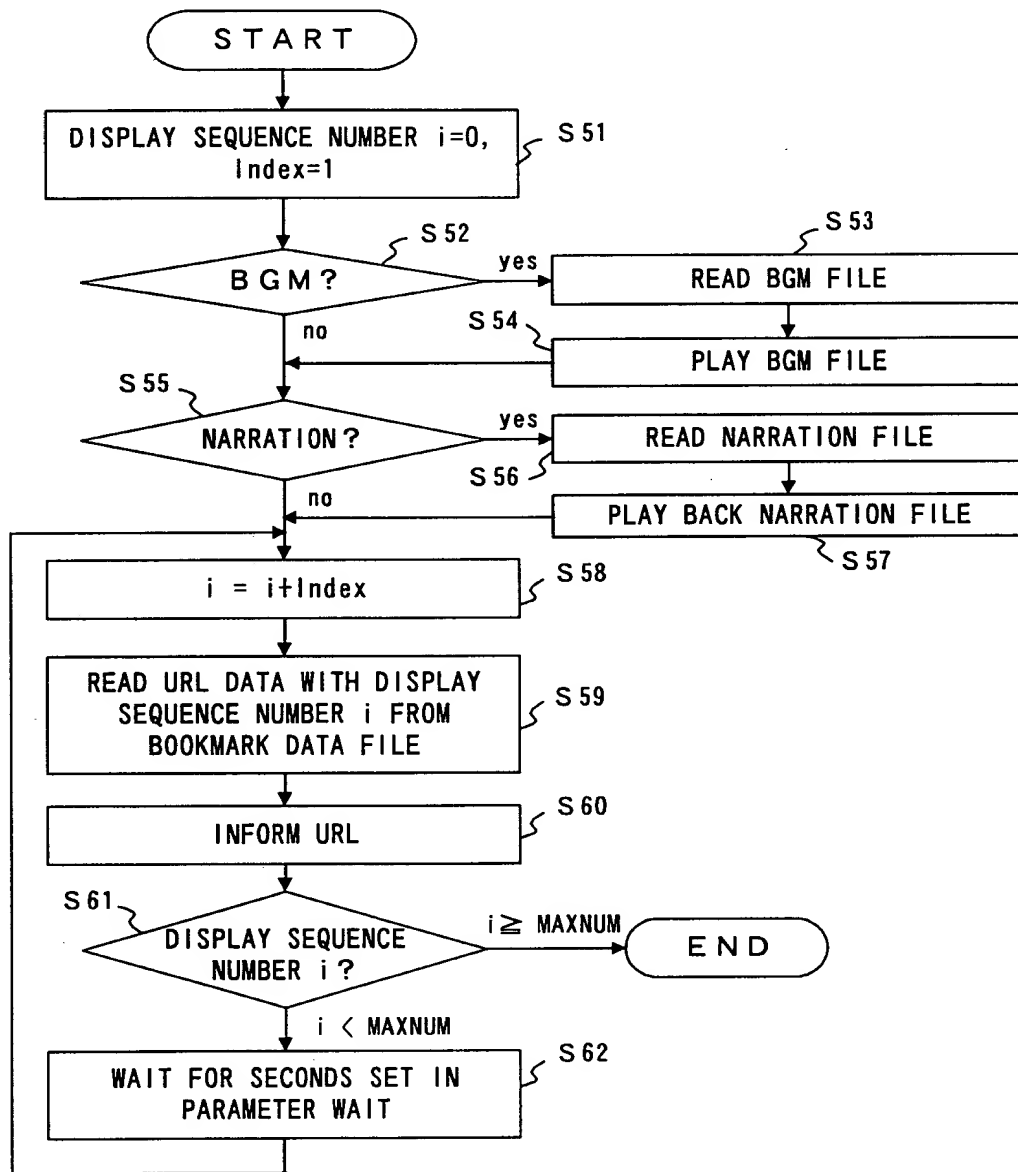 START
DISPLAY SEQUENCE NUMBER i=0,
Index=1
S51
BGM?
S52
yes
no
READ BGM FILE
S53
PLAY BGM FILE
S54
NARRATION?
S55
yes
no
READ NARRATION FILE
S56
PLAY BACK NARRATION FILE
S57
i = i+Index
S58
READ URL DATA WITH DISPLAY
SEQUENCE NUMBER i FROM
BOOKMARK DATA FILE
S59
INFORM URL
S60
DISPLAY SEQUENCE
NUMBER i?
S61
i≧ MAXNUM
END
i < MAXNUM
WAIT FOR SECONDS SET IN
PARAMETER WAIT
S62